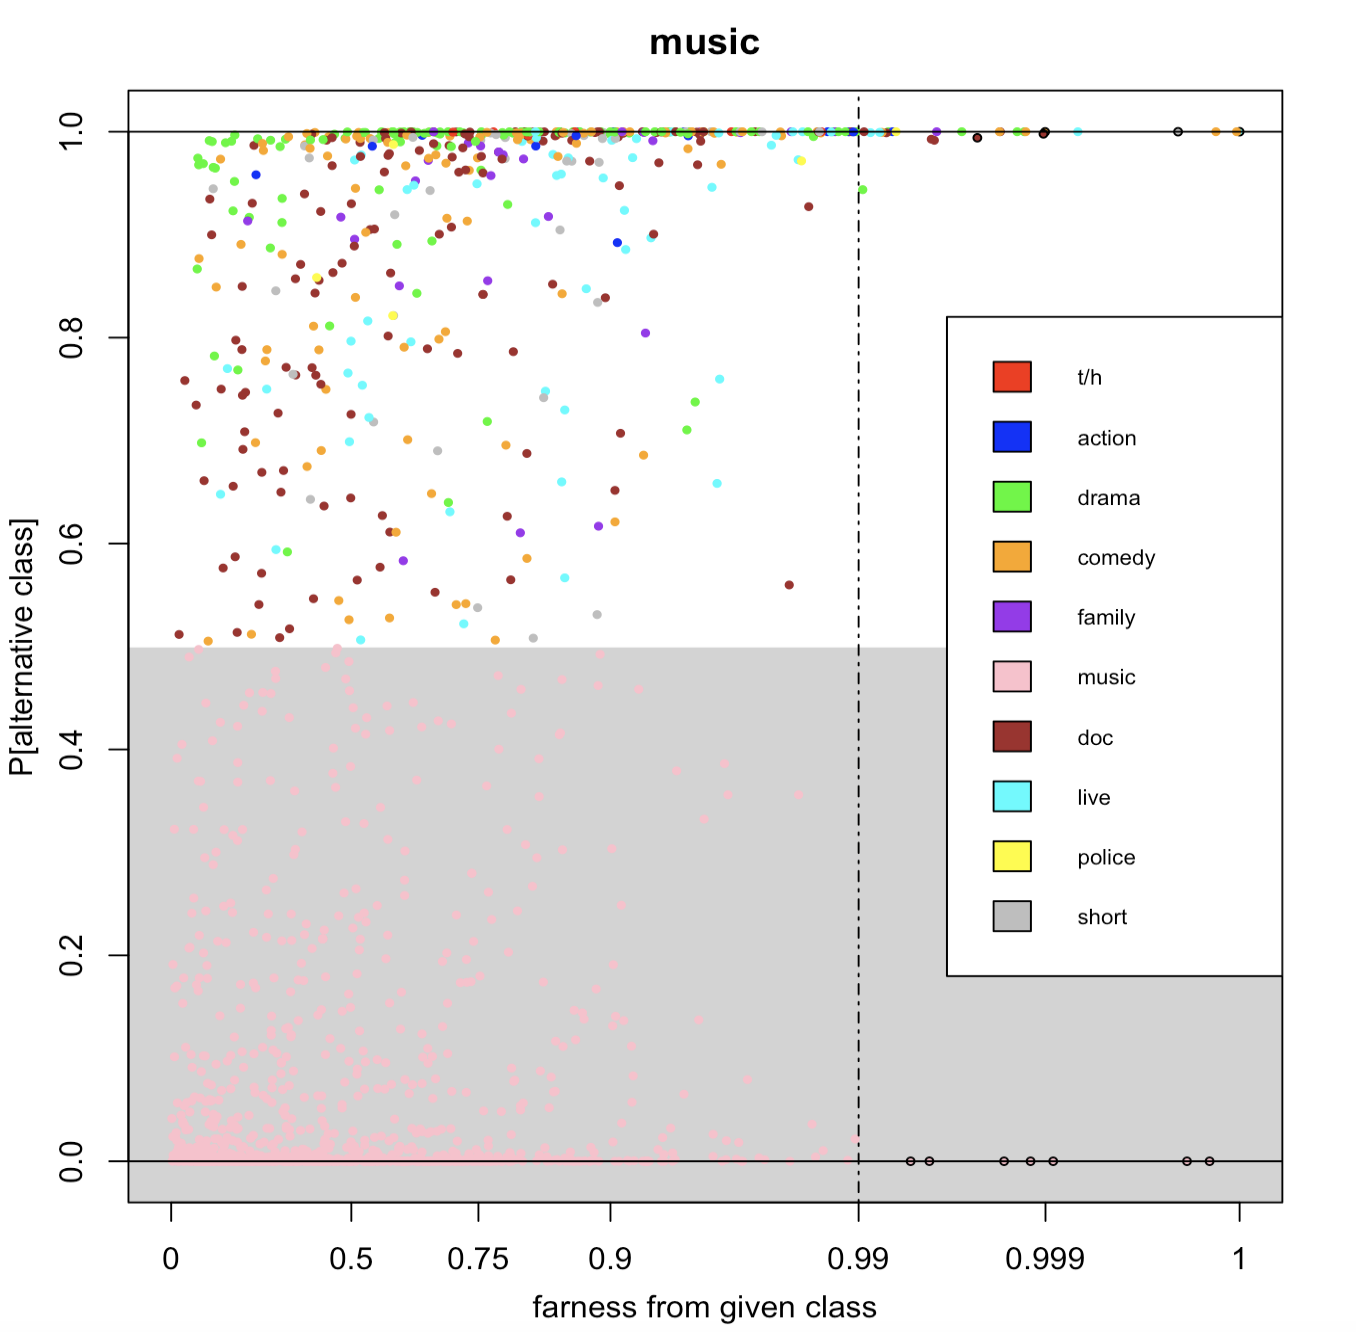 music
P[alternative class]
1.0
0.8
0.6
0.4
0.2
0.0
t/h
action
drama
comedy
family
music
doc
live
police
short
0 0.5 0.75 0.9 0.99 0.999 1
farness from given class